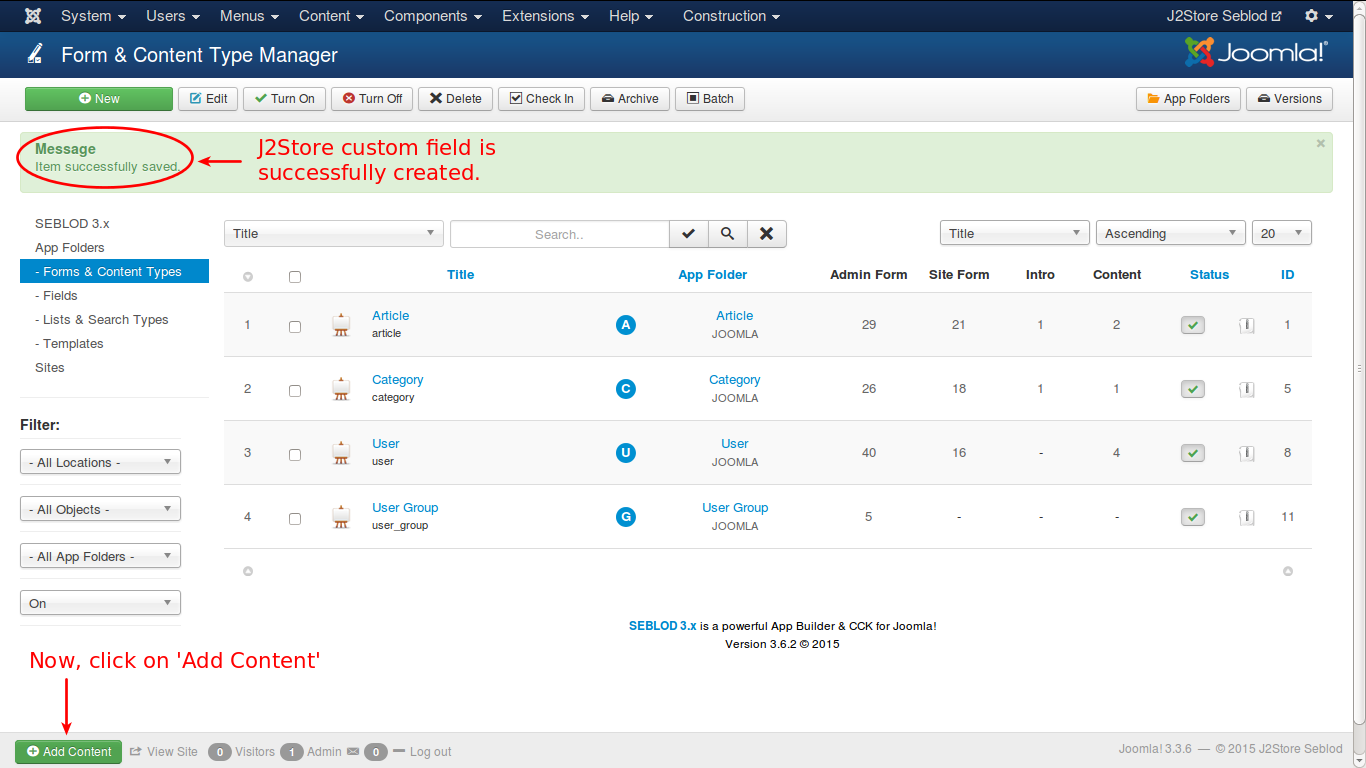 System Users Menus Content Components Extensions Help Construction J2Store Seblod
Form & Content Type Manager Joomla!®
New Edit Turn On Turn Off Delete Check In Archive Batch App Folders Versions
Message
Item successfully saved.
×
J2Store custom field is
successfully created.
SEBLOD 3.x
App Folders
- Forms & Content Types
- Fields
- Lists & Search Types
- Templates
Sites
Filter:
- All Locations -
- All Objects -
- All App Folders -
On
Title Search.. Title Ascending 20
Title App Folder Admin Form Site Form Intro Content Status ID
1 Article A Article 29 21 1 2 1
article JOOMLA
2 Category C Category 26 18 1 1 5
category JOOMLA
3 User U User 40 16 - 4 8
user JOOMLA
4 User Group G User Group 5 - - - 11
user_group JOOMLA
SEBLOD 3.x is a powerful App Builder & CCK for Joomla!
Version 3.6.2 © 2015
Now, click on 'Add Content'
Add Content View Site 0 Visitors 1 Admin 0 Log out Joomla! 3.3.6 — © 2015 J2Store Seblod